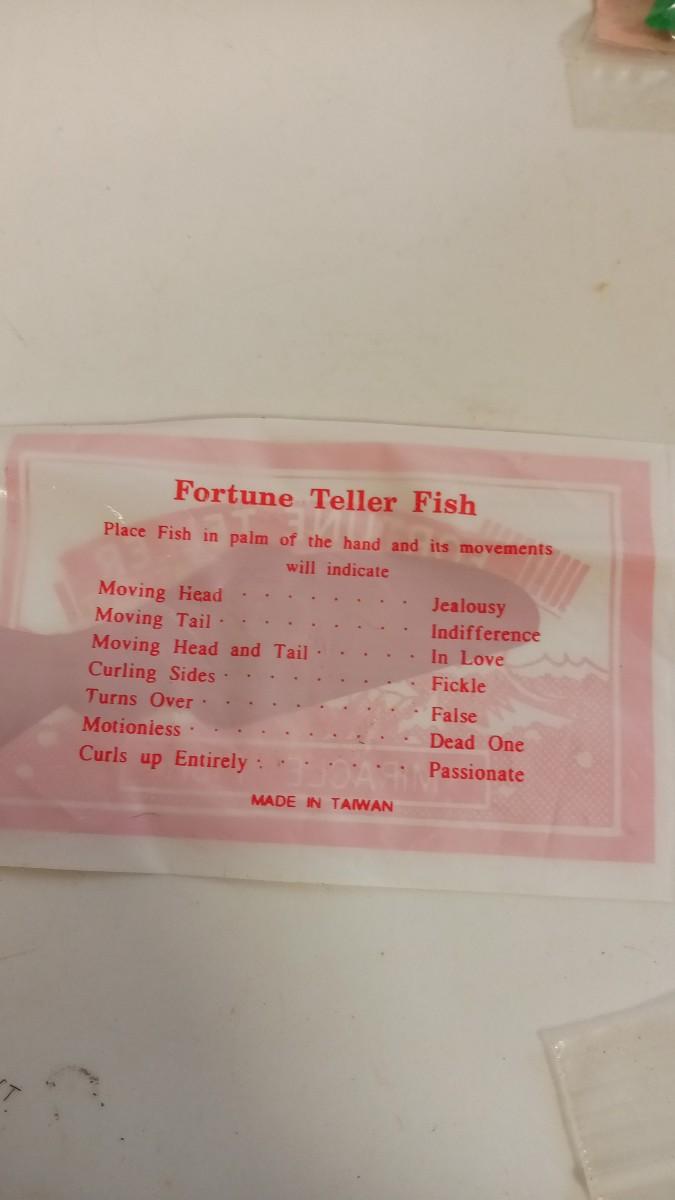 Fortune Teller Fish
Place Fish in palm of the hand and its movements
will indicate
Moving Head . . . . . . . . Jealousy
Moving Tail . . . . . . . . . Indifference
Moving Head and Tail . . . . . In Love
Curling Sides . . . . . . . . . Fickle
Turns Over . . . . . . . . . . False
Motionless . . . . . . . . . . Dead One
Curls up Entirely . . . . . . . Passionate
MADE IN TAIWAN
MIRACLE